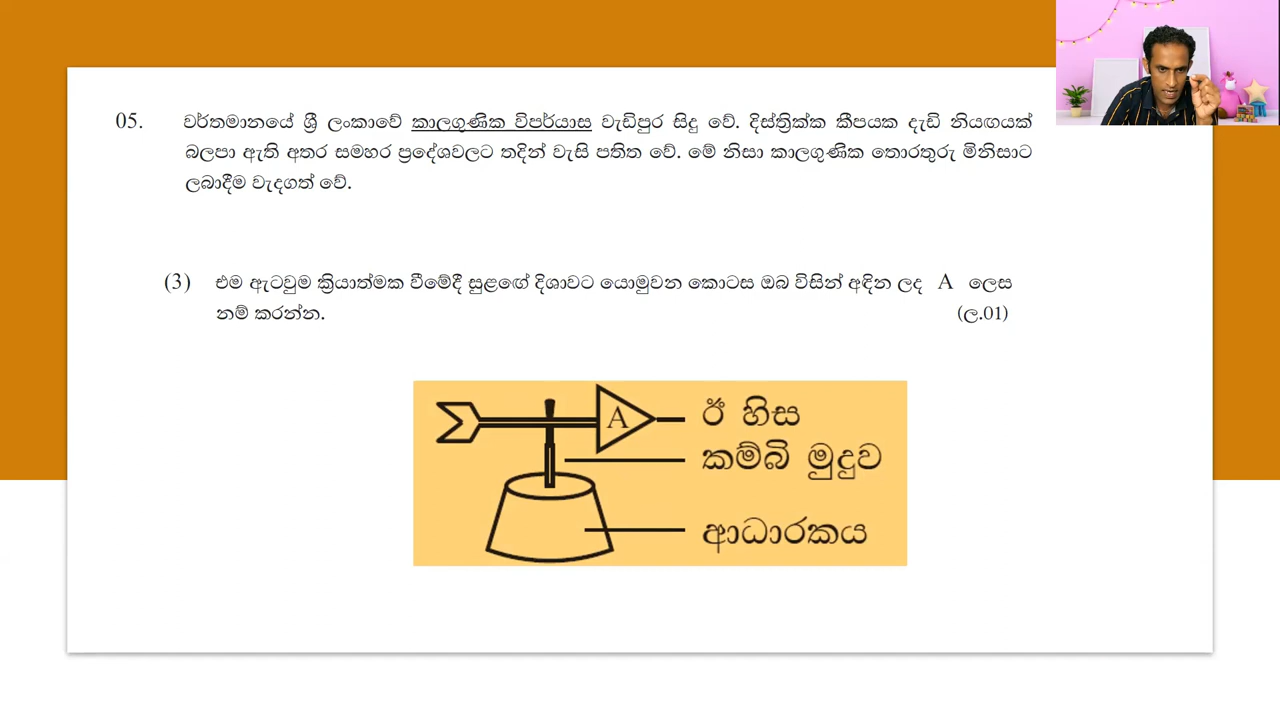 05. වර්තමානයේ ශ්‍රී ලංකාවේ කාලගුණික විපර්යාස වැඩිපුර සිදු වේ. දිස්ත්‍රික්ක කීපයක දැඩි නියඟයක්
බලපා ඇති අතර සමහර ප්‍රදේශවලට තදින් වැසි පතිත වේ. මේ නිසා කාලගුණික තොරතුරු මිනිසාට
ලබාදීම වැදගත් වේ.
(3) එම ඇටවුම ක්‍රියාත්මක වීමේදී සුළඟේ දිශාවට යොමුවන කොටස ඔබ විසින් අඳින ලද A ලෙස
නම් කරන්න. (ල.01)
A ඊ හිස
කම්බි මුදුව
ආධාරකය